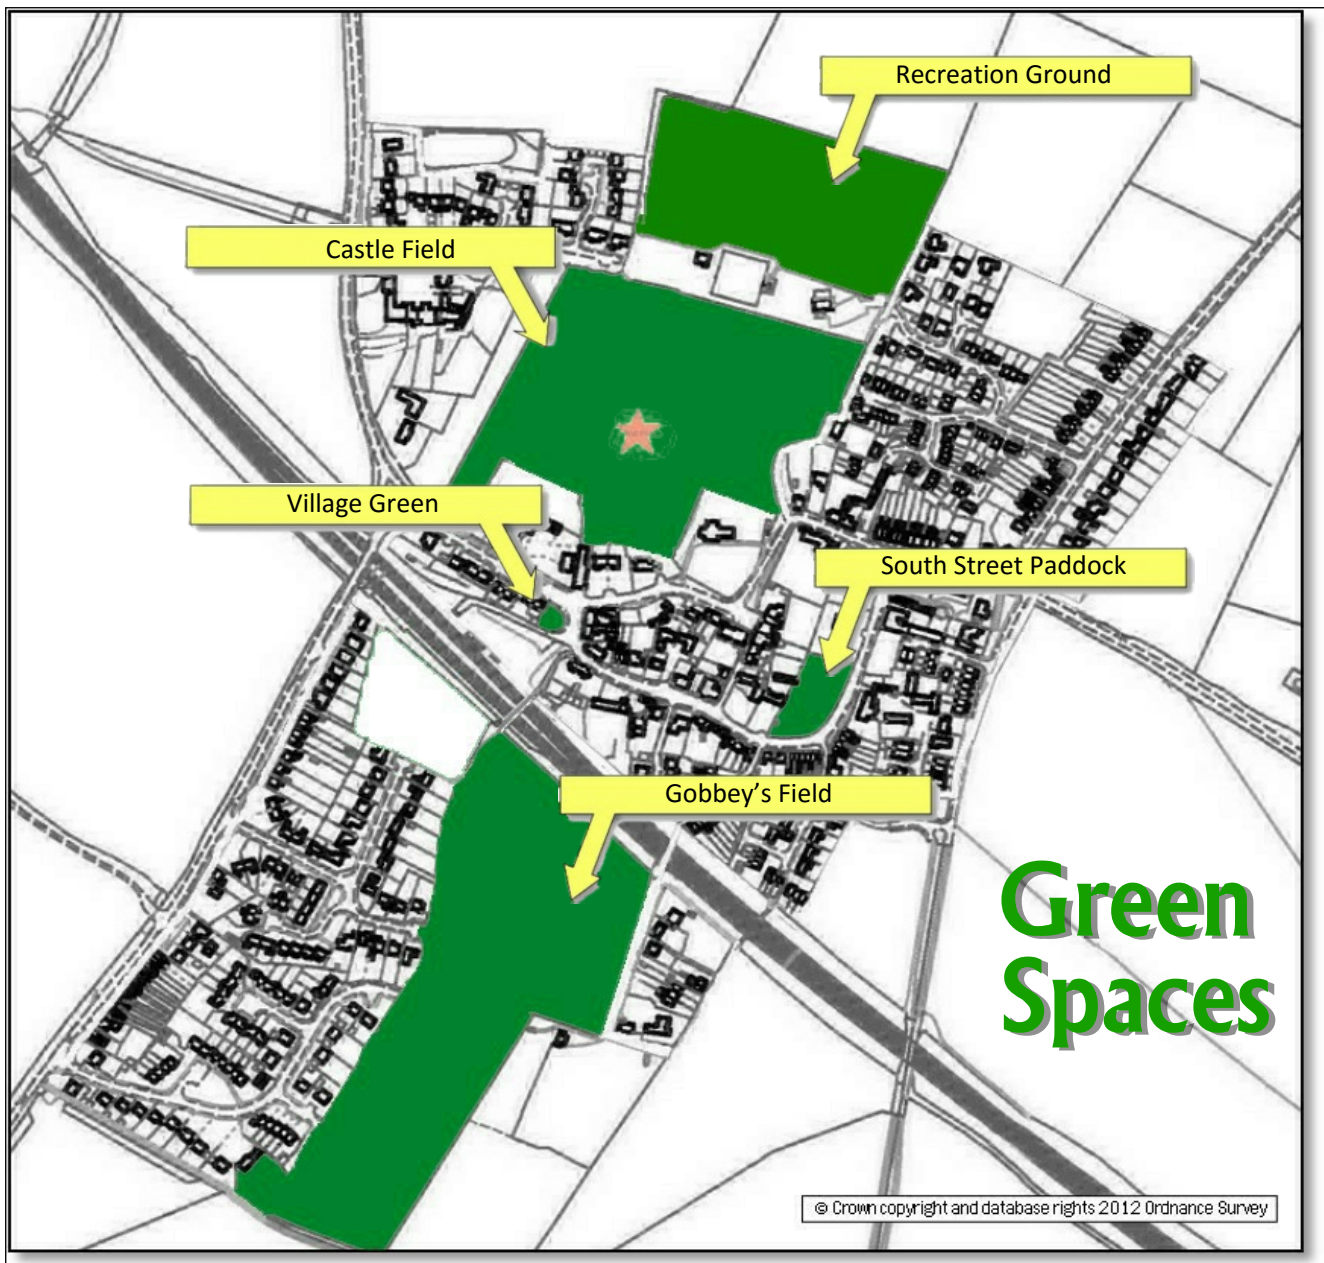 Recreation Ground
Castle Field
Village Green
South Street Paddock
Gobbey’s Field
Green
Spaces
© Crown copyright and database rights 2012 Ordnance Survey